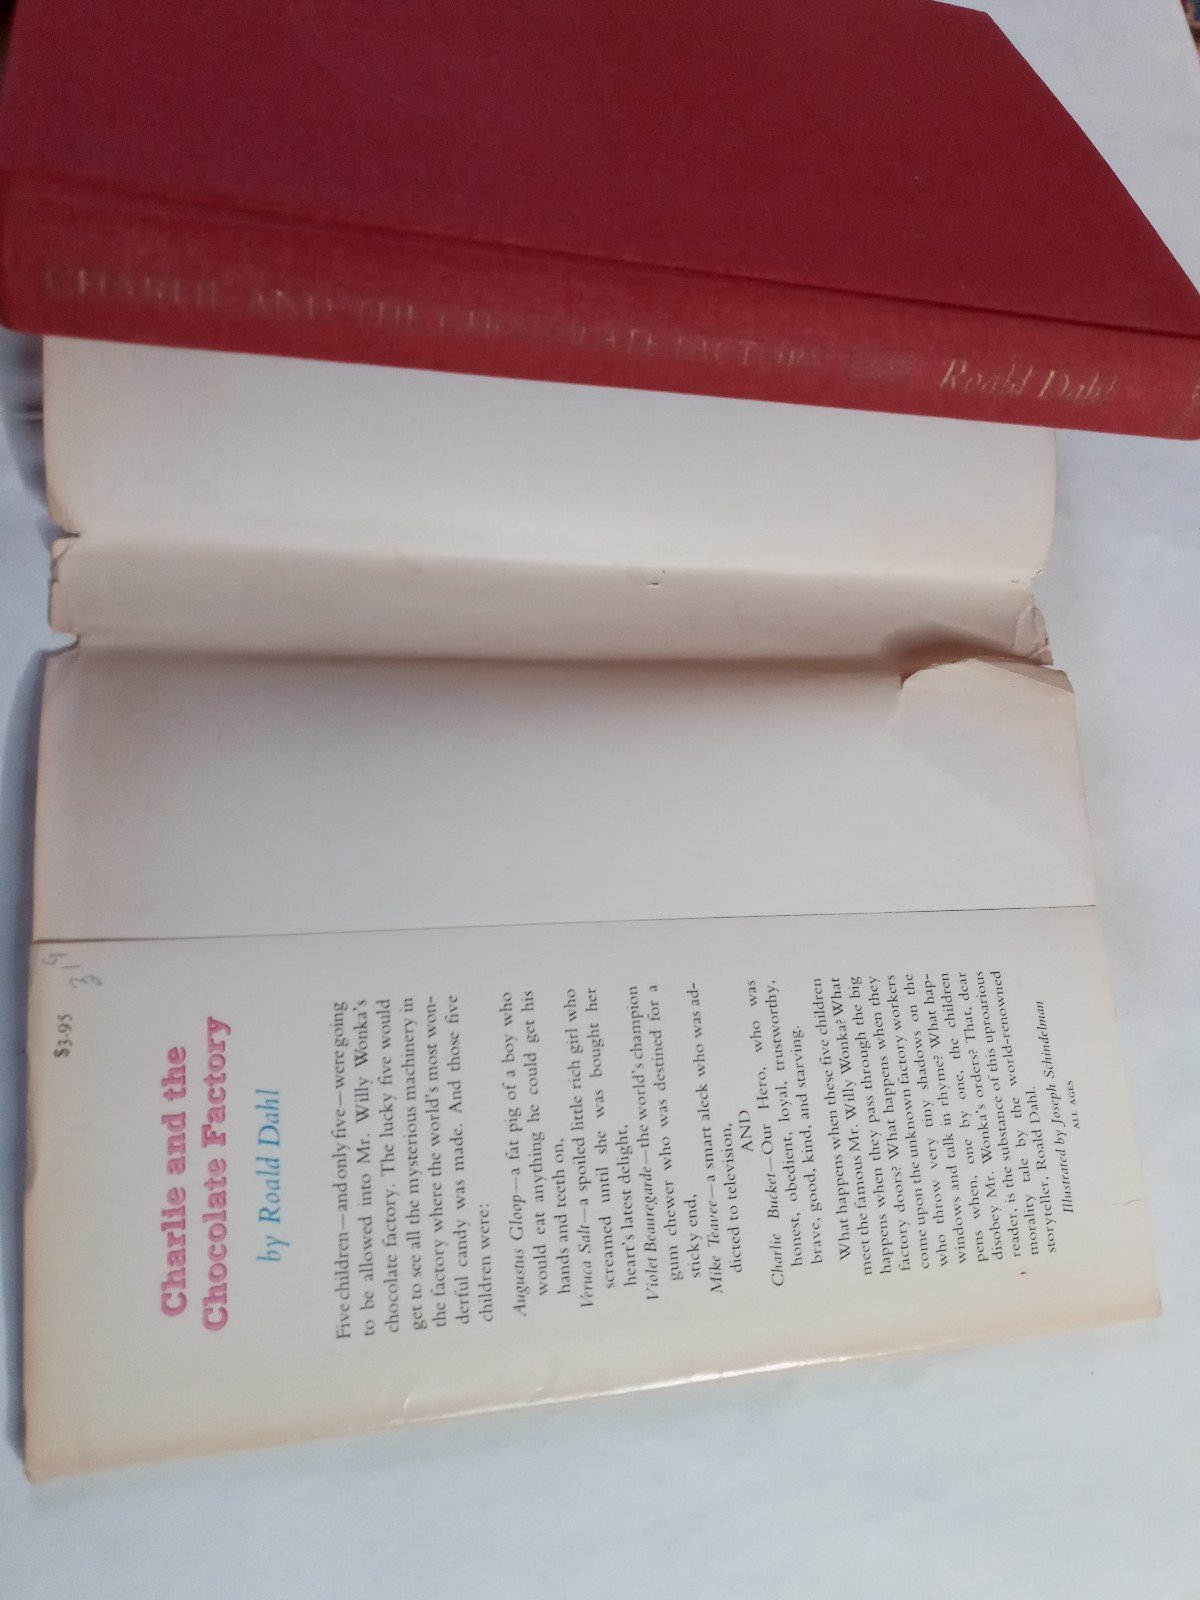 CHARLIE AND THE CHOCOLATE FACTORY Roald Dahl
$3.95
319
Charlie and the
Chocolate Factory
by Roald Dahl
Five children—and only five—were going
to be allowed into Mr. Willy Wonka's
chocolate factory. The lucky five would
get to see all the mysterious machinery in
the factory where the world's most won-
derful candy was made. And those five
children were:
Augustus Gloop—a fat pig of a boy who
would eat anything he could get his
hands and teeth on,
Veruca Salt—a spoiled little rich girl who
screamed until she was bought her
heart's latest delight,
Violet Beauregarde—the world's champion
gum chewer who was destined for a
sticky end,
Mike Teavee—a smart aleck who was ad-
dicted to television,
AND
Charlie Bucket—Our Hero, who was
honest, obedient, loyal, trustworthy,
brave, good, kind, and starving.
What happens when these five children
meet the famous Mr. Willy Wonka? What
happens when they pass through the big
factory doors? What happens when they
come upon the unknown factory workers
who throw very tiny shadows on the
windows and talk in rhyme? What hap-
pens when, one by one, the children
disobey Mr. Wonka's orders? That, dear
reader, is the substance of this uproarious
morality tale by the world-renowned
storyteller, Roald Dahl.
Illustrated by Joseph Schindelman
ALL AGES